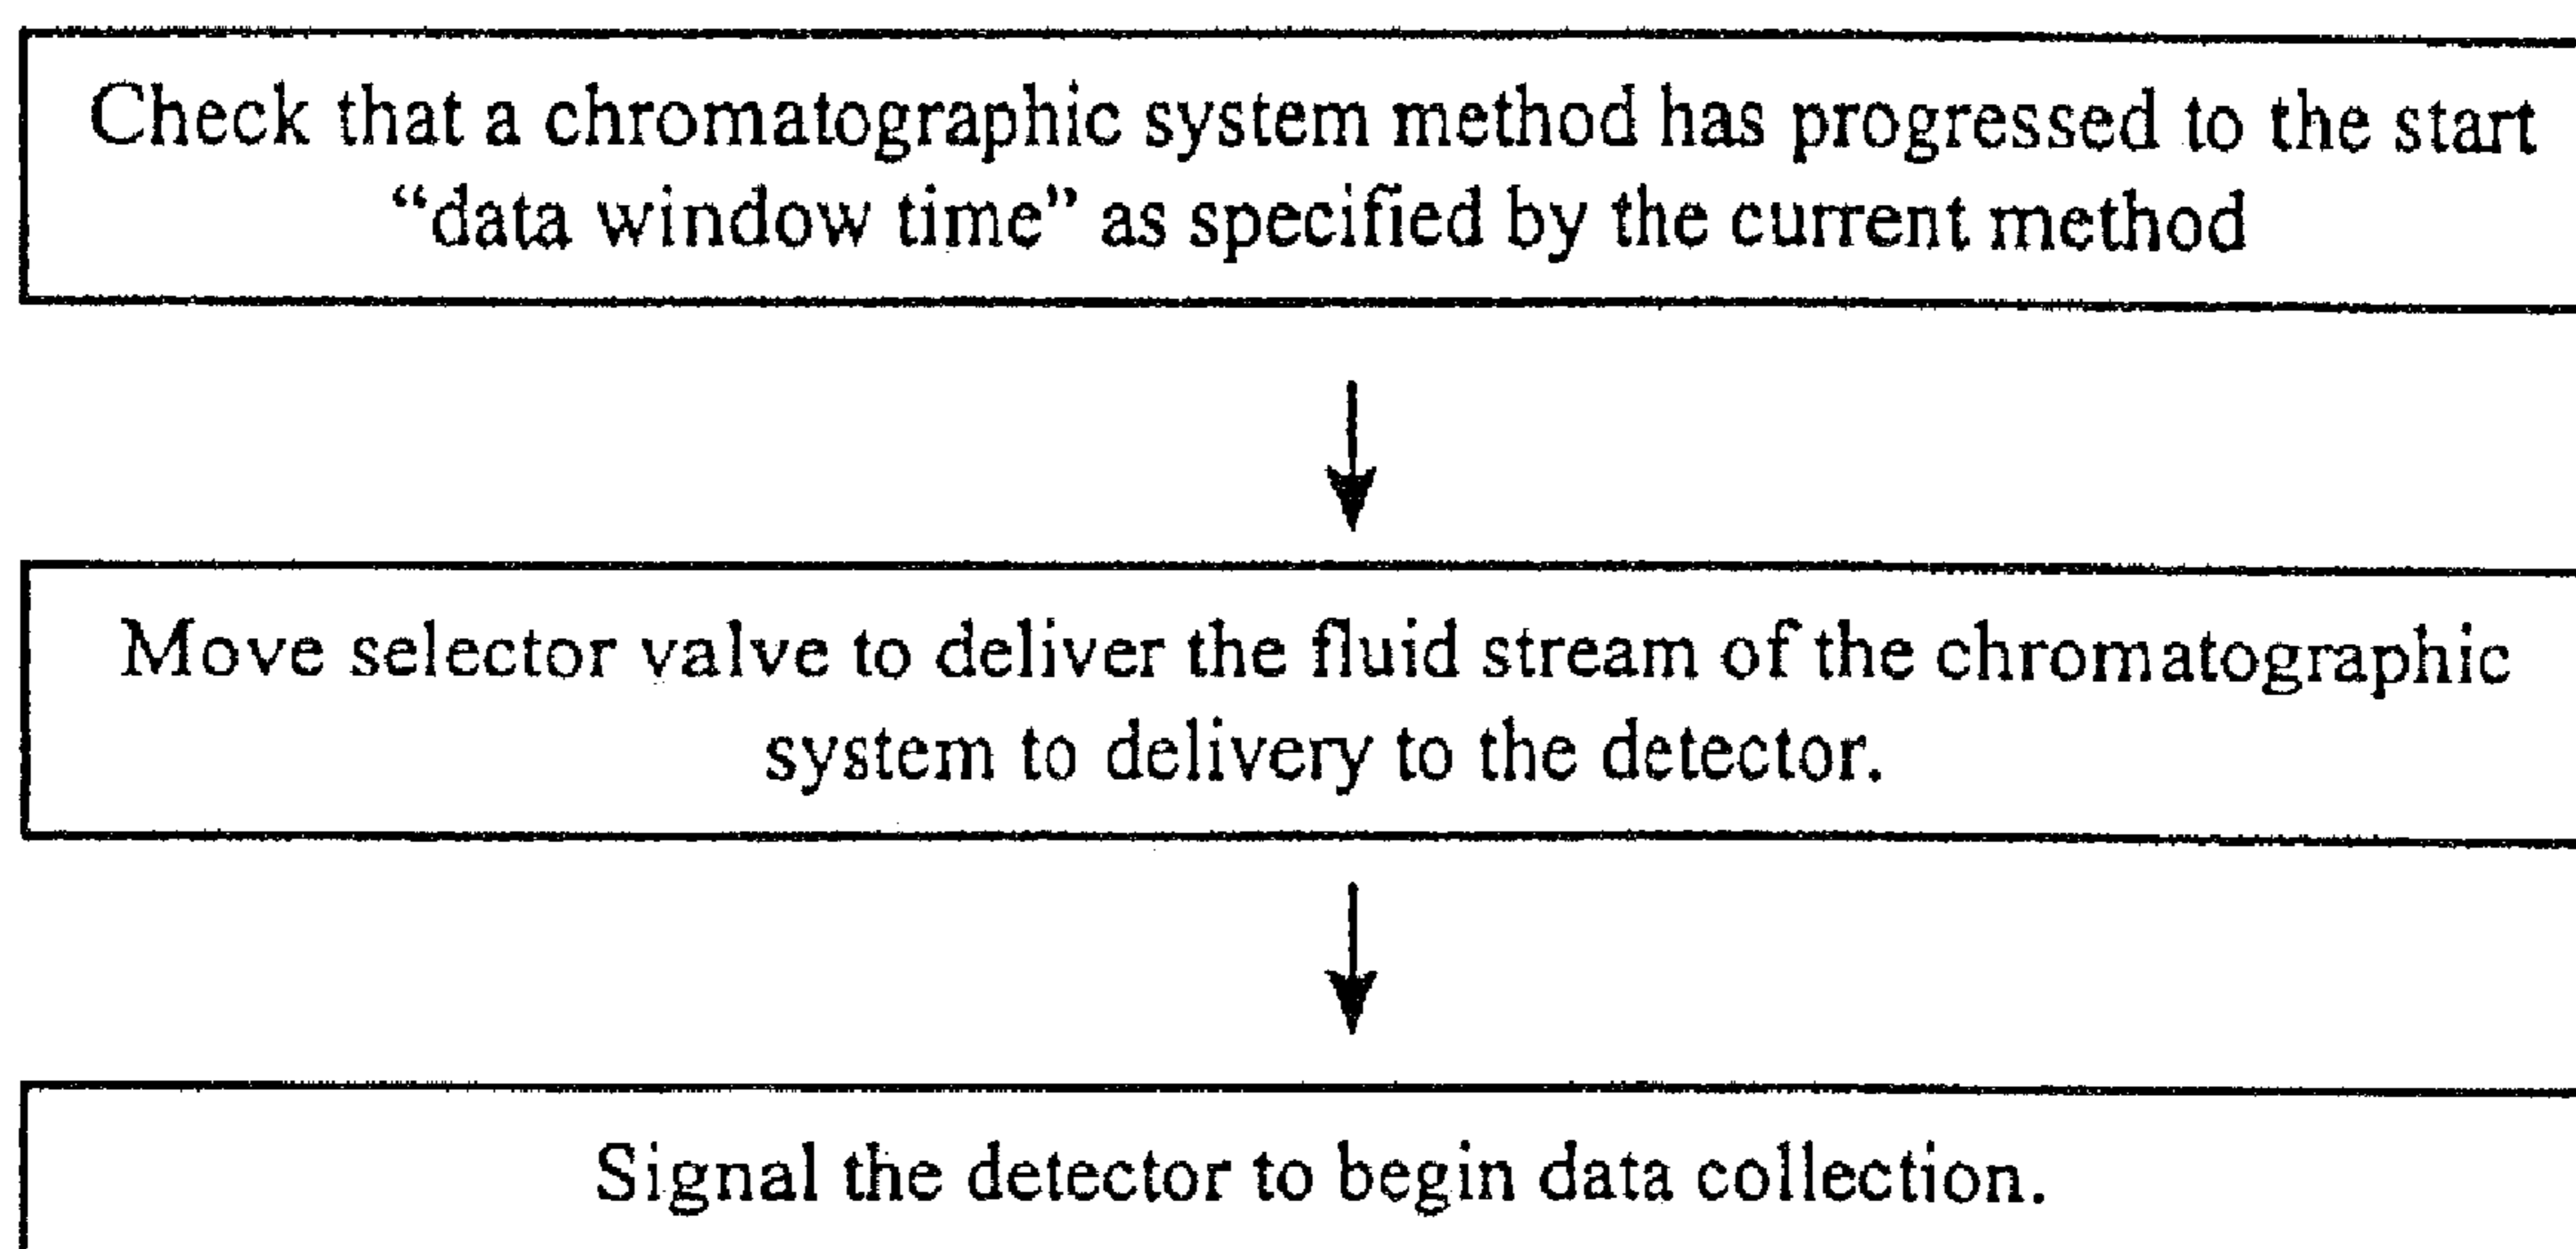 Check that a chromatographic system method has progressed to the start
“data window time” as specified by the current method
Move selector valve to deliver the fluid stream of the chromatographic
system to delivery to the detector.
Signal the detector to begin data collection.